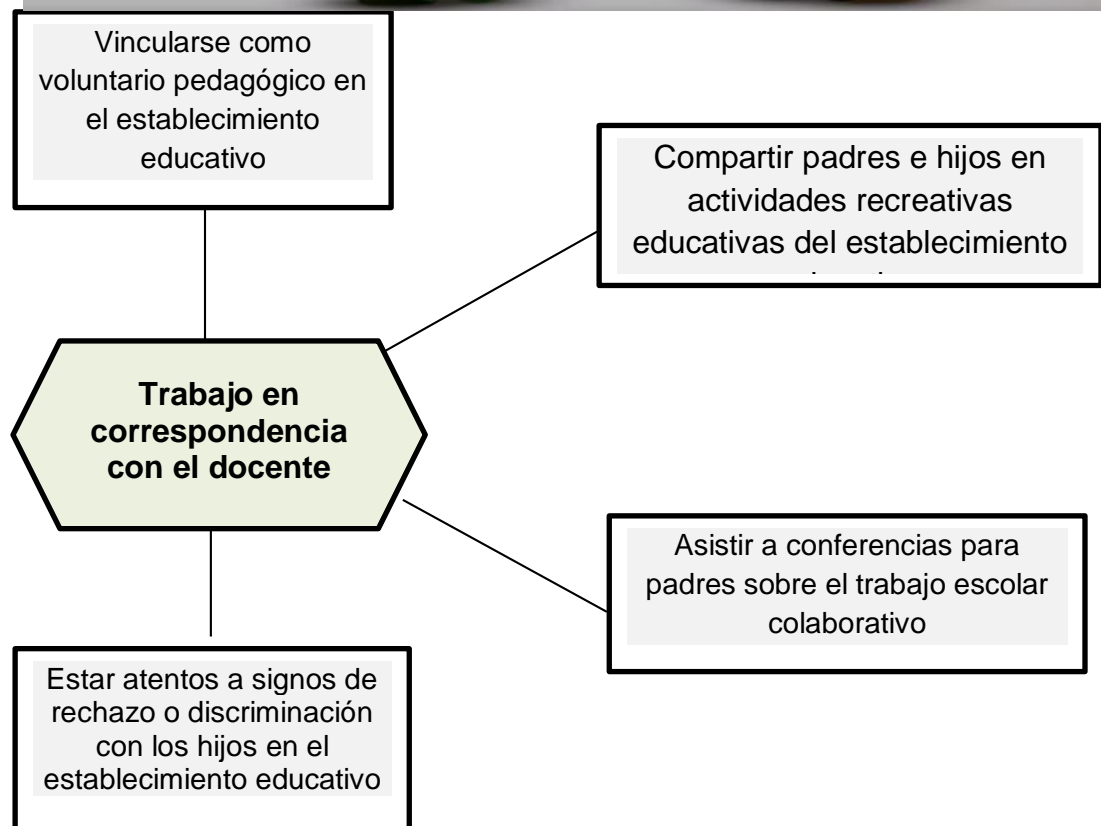 Vincularse como
voluntario pedagógico en
el establecimiento
educativo
Compartir padres e hijos en
actividades recreativas
educativas del establecimiento
Trabajo en
correspondencia
con el docente
Asistir a conferencias para
padres sobre el trabajo escolar
colaborativo
Estar atentos a signos de
rechazo o discriminación
con los hijos en el
establecimiento educativo